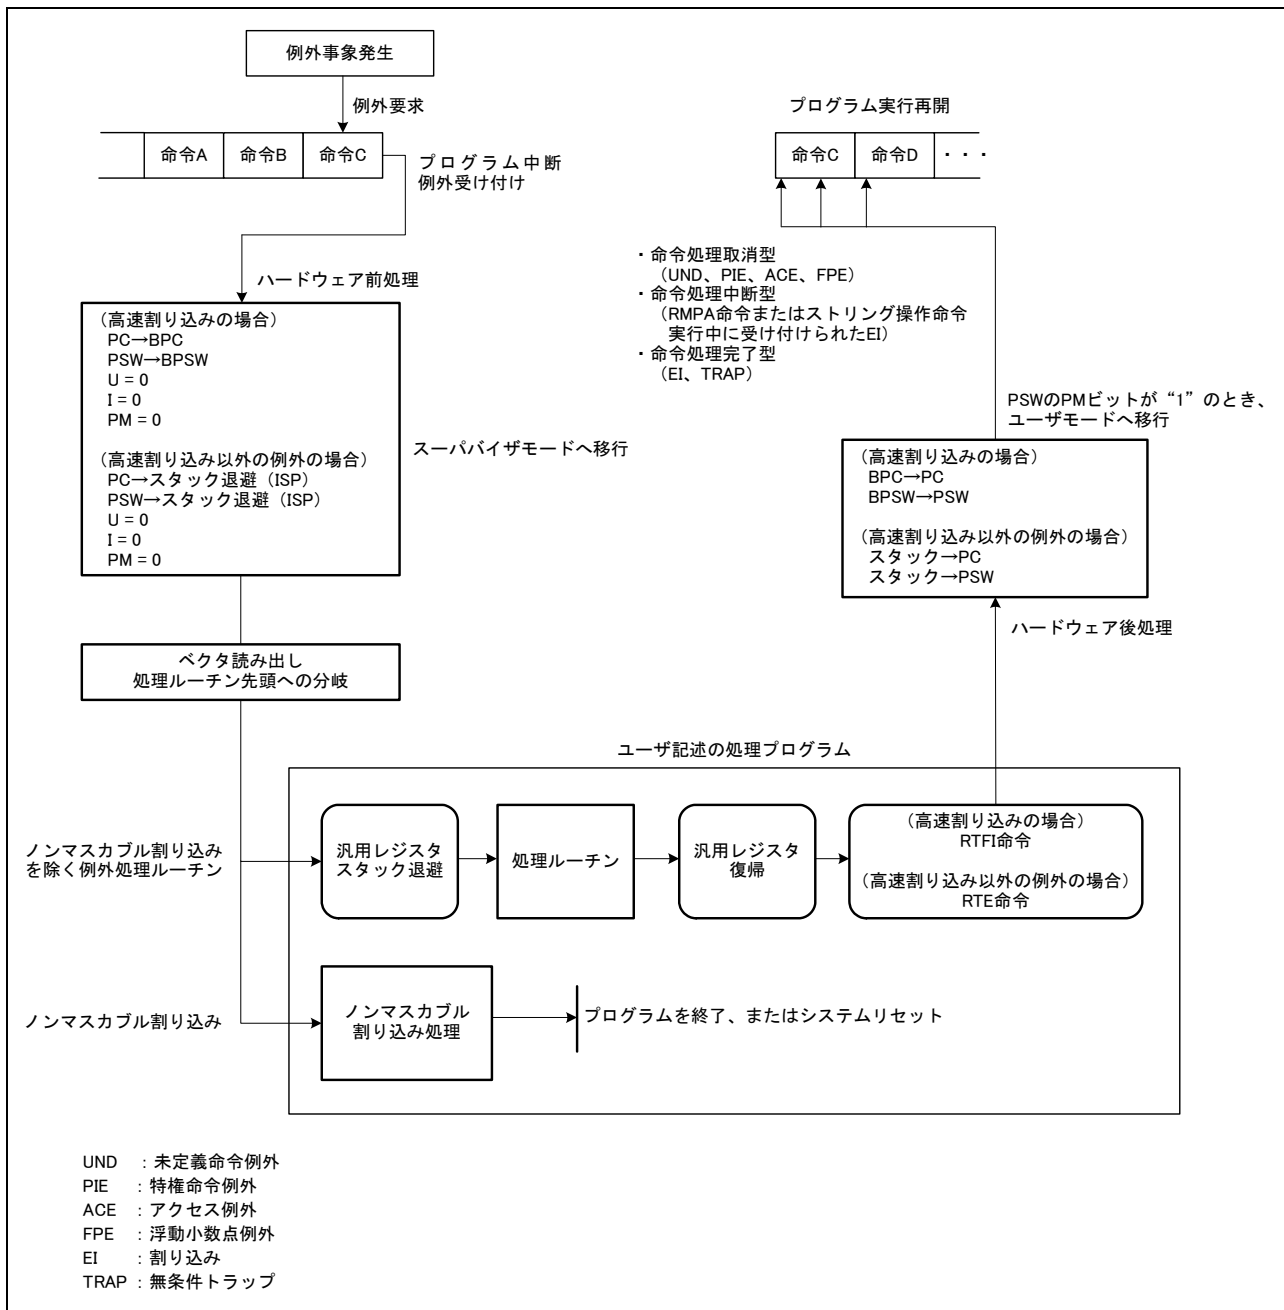 例外事象発生
例外要求
命令A
命令B
命令C
プログラム中断
例外受け付け
プログラム実行再開
命令C
命令D
・・・
ハードウェア前処理
（高速割り込みの場合）
PC→BPC
PSW→BPSW
U = 0
I = 0
PM = 0
（高速割り込み以外の例外の場合）
PC→スタック退避（ISP）
PSW→スタック退避（ISP）
U = 0
I = 0
PM = 0
スーパバイザモードへ移行
・命令処理取消型
（UND、PIE、ACE、FPE）
・命令処理中断型
（RMPA命令またはストリング操作命令
実行中に受け付けられたEI）
・命令処理完了型
（EI、TRAP）
PSWのPMビットが“1”のとき、
ユーザモードへ移行
（高速割り込みの場合）
BPC→PC
BPSW→PSW
（高速割り込み以外の例外の場合）
スタック→PC
スタック→PSW
ハードウェア後処理
ベクタ読み出し
処理ルーチン先頭への分岐
ユーザ記述の処理プログラム
ノンマスカブル割り込み
を除く例外処理ルーチン
汎用レジスタ
スタック退避
処理ルーチン
汎用レジスタ
復帰
（高速割り込みの場合）
RTFI命令
（高速割り込み以外の例外の場合）
RTE命令
ノンマスカブル割り込み
ノンマスカブル
割り込み処理
プログラムを終了、またはシステムリセット
UND ：未定義命令例外
PIE ：特権命令例外
ACE ：アクセス例外
FPE ：浮動小数点例外
EI ：割り込み
TRAP：無条件トラップ